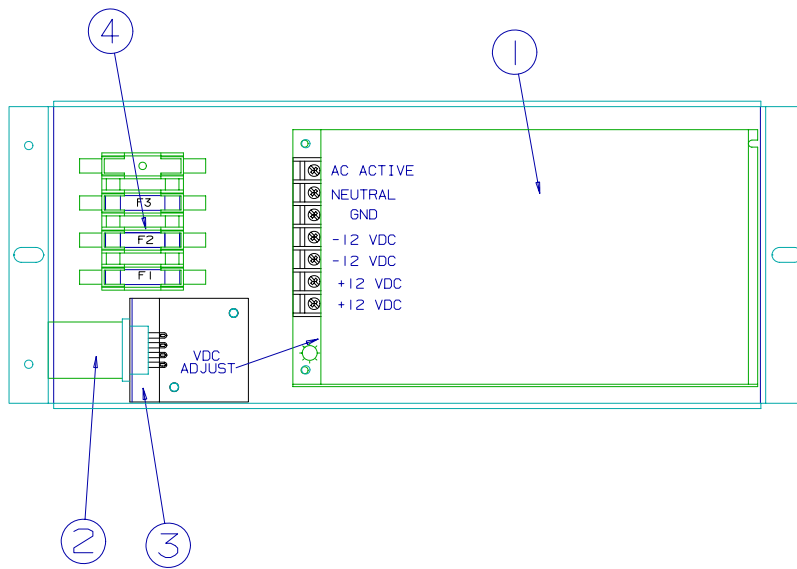 4
1
AC ACTIVE
NEUTRAL
GND
-12 VDC
-12 VDC
+12 VDC
+12 VDC
F3
F2
F1
VDC
ADJUST
2
3